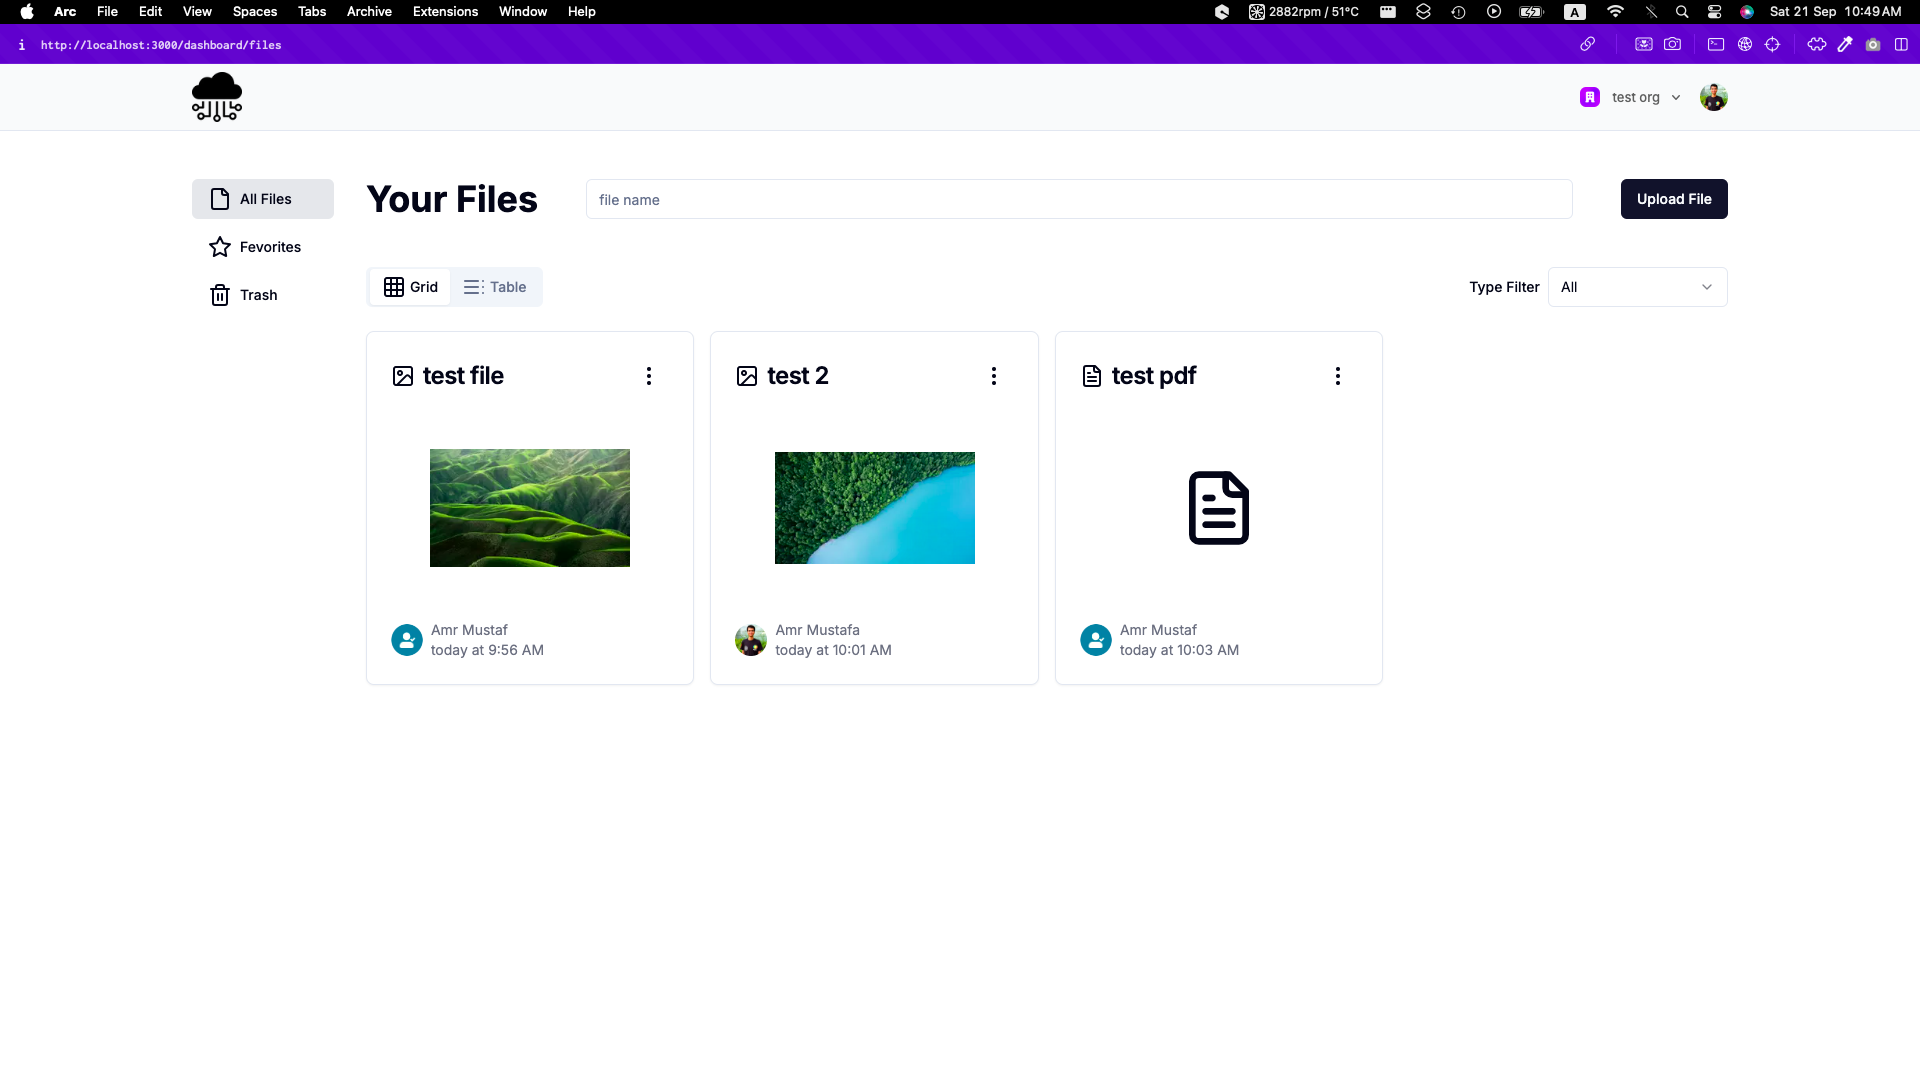 Arc File Edit View Spaces Tabs Archive Extensions Window Help 2882rpm / 51°C A Sat 21 Sep 10:49 AM
i http://localhost:3000/dashboard/files
test org
All Files
Fevorites
Trash
Your Files
file name
Upload File
Grid
Table
Type Filter
All
test file
Amr Mustaf
today at 9:56 AM
test 2
Amr Mustafa
today at 10:01 AM
test pdf
Amr Mustaf
today at 10:03 AM